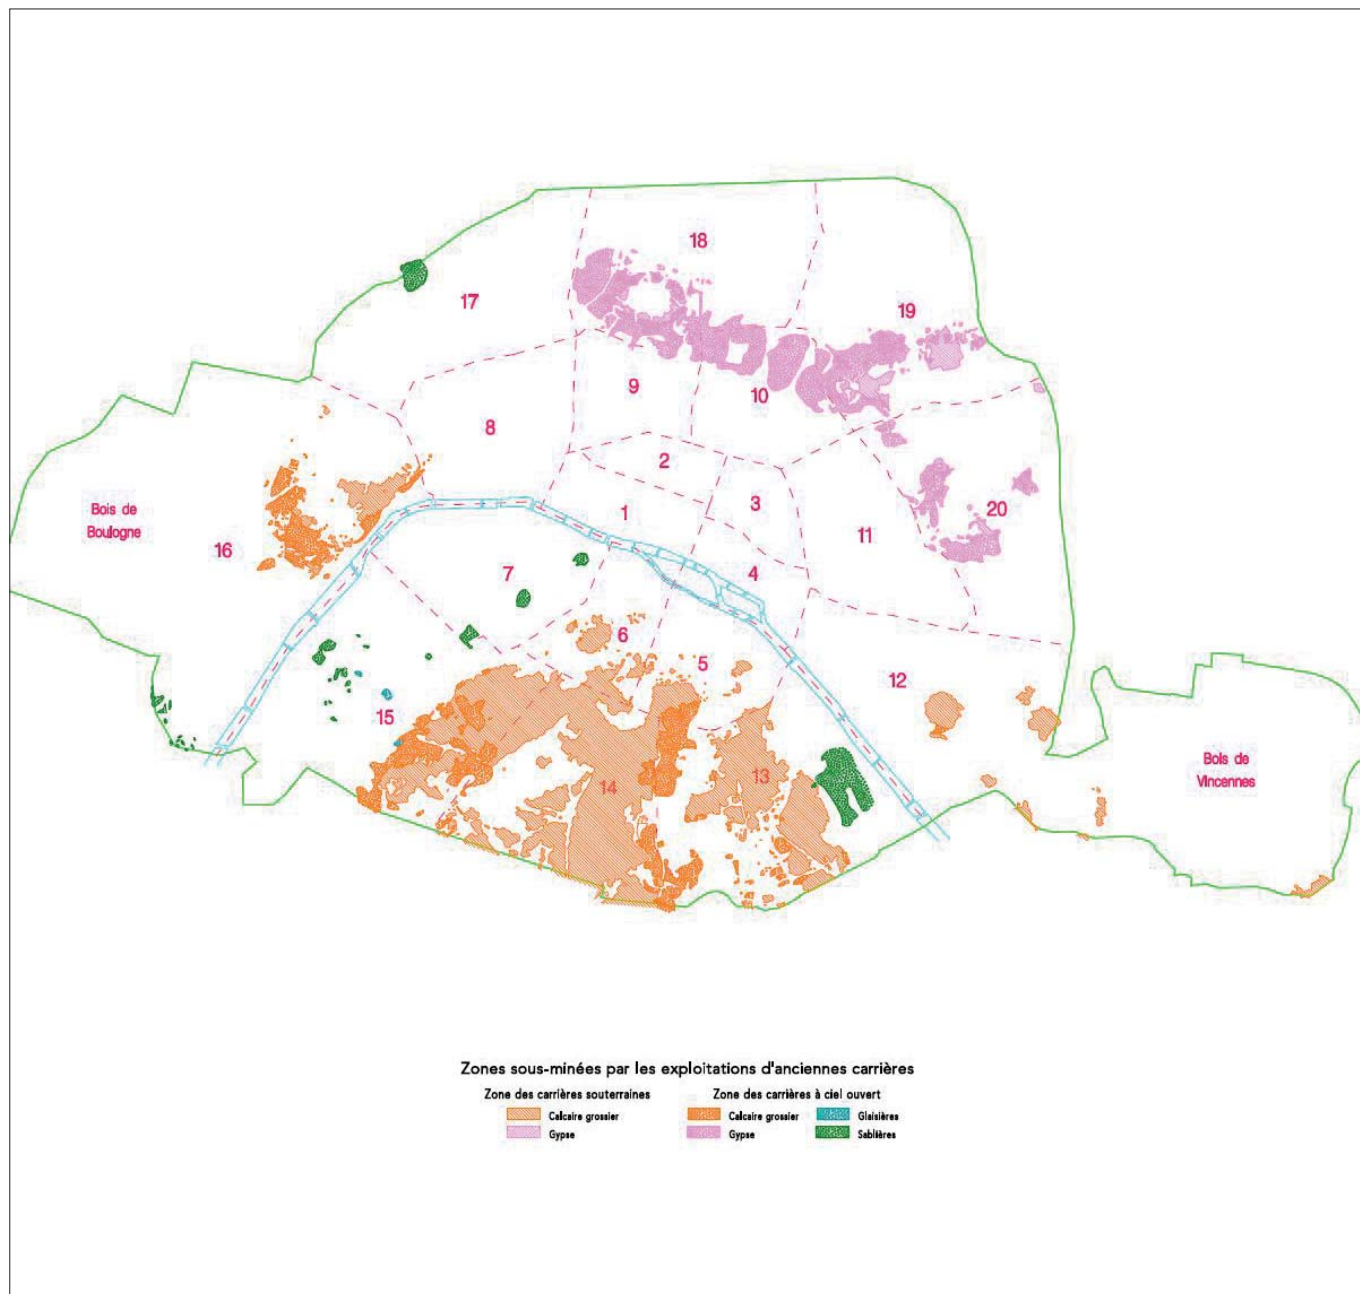 18
17
19
9
10
8
2
3
1
20
Bois de
Boulogne
11
16
7
4
6
5
12
15
14
13
Bois de
Vincennes
Zones sous-minées par les exploitations d'anciennes carrières
Zone des carrières souterraines
Zone des carrières à ciel ouvert
Calcaire grossier
Calcaire grossier
Glaisières
Gypse
Gypse
Sablières